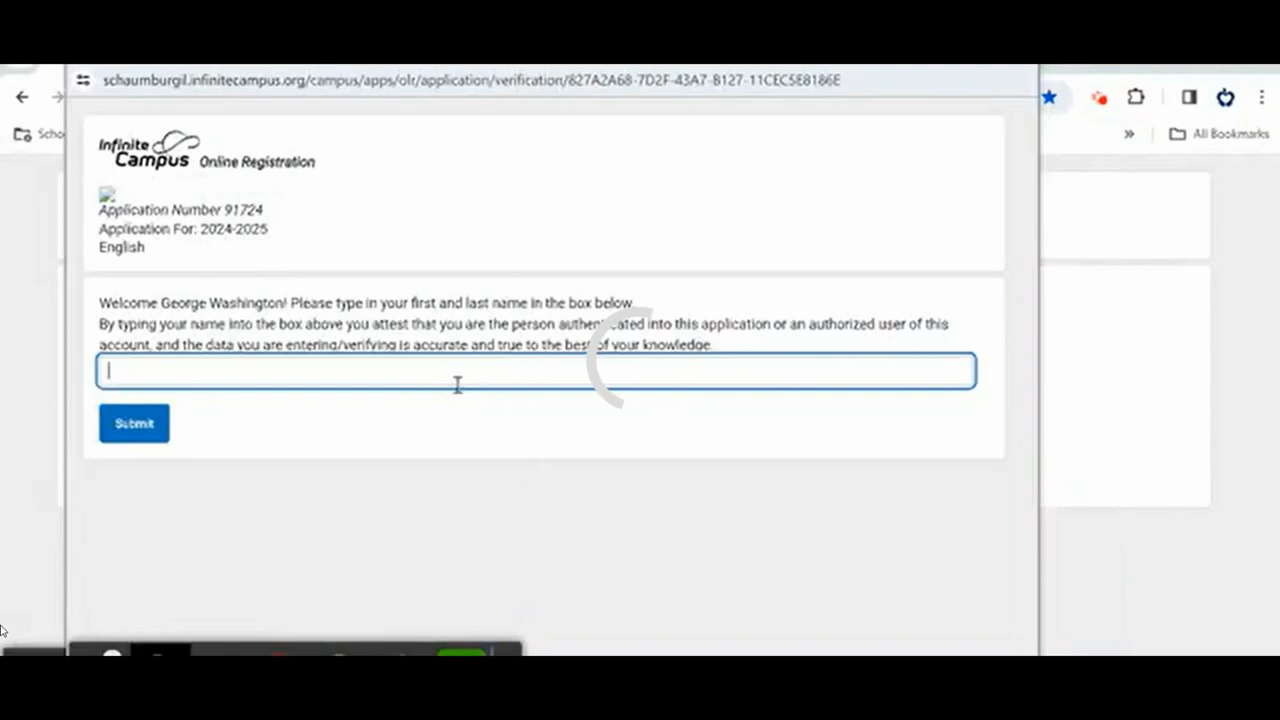 schaumburgil.infinitecampus.org/campus/apps/olr/application/verification/827A2A68-7D2F-43A7-B127-11CEC5E8186E
Scho
All Bookmarks
Infinite
Campus Online Registration
Application Number 91724
Application For: 2024-2025
English
Welcome George Washington! Please type in your first and last name in the box below.
By typing your name into the box above you attest that you are the person authenticated into this application or an authorized user of this
account, and the data you are entering/verifying is accurate and true to the best of your knowledge.
Submit